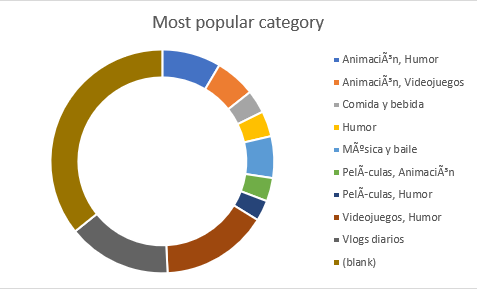 Most popular category
AnimaciÃ³n, Humor
AnimaciÃ³n, Videojuegos
Comida y bebida
Humor
MÃºsica y baile
PelÃ­culas, AnimaciÃ³n
PelÃ­culas, Humor
Videojuegos, Humor
Vlogs diarios
(blank)